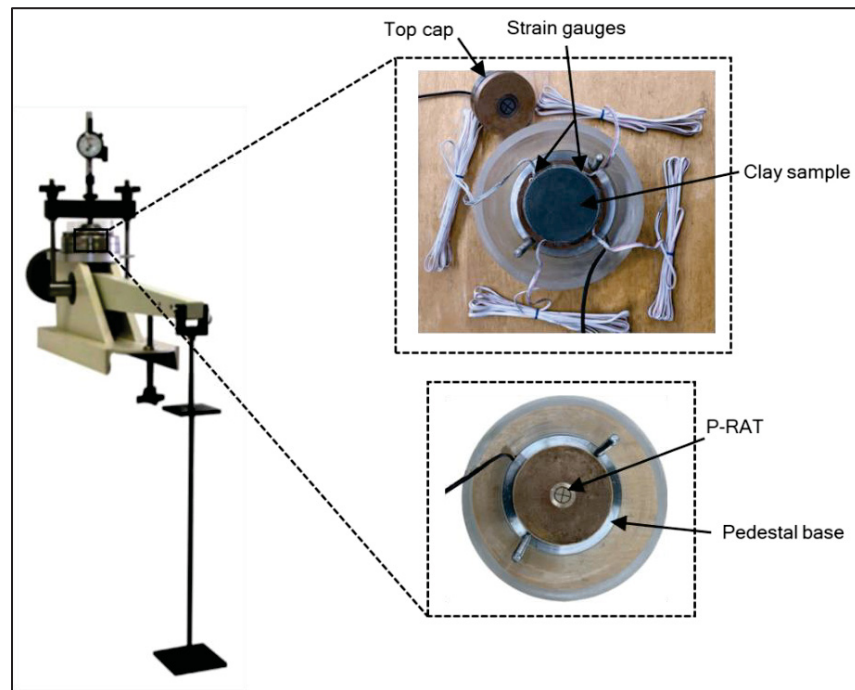 Top cap
Strain gauges
Clay sample
P-RAT
Pedestal base